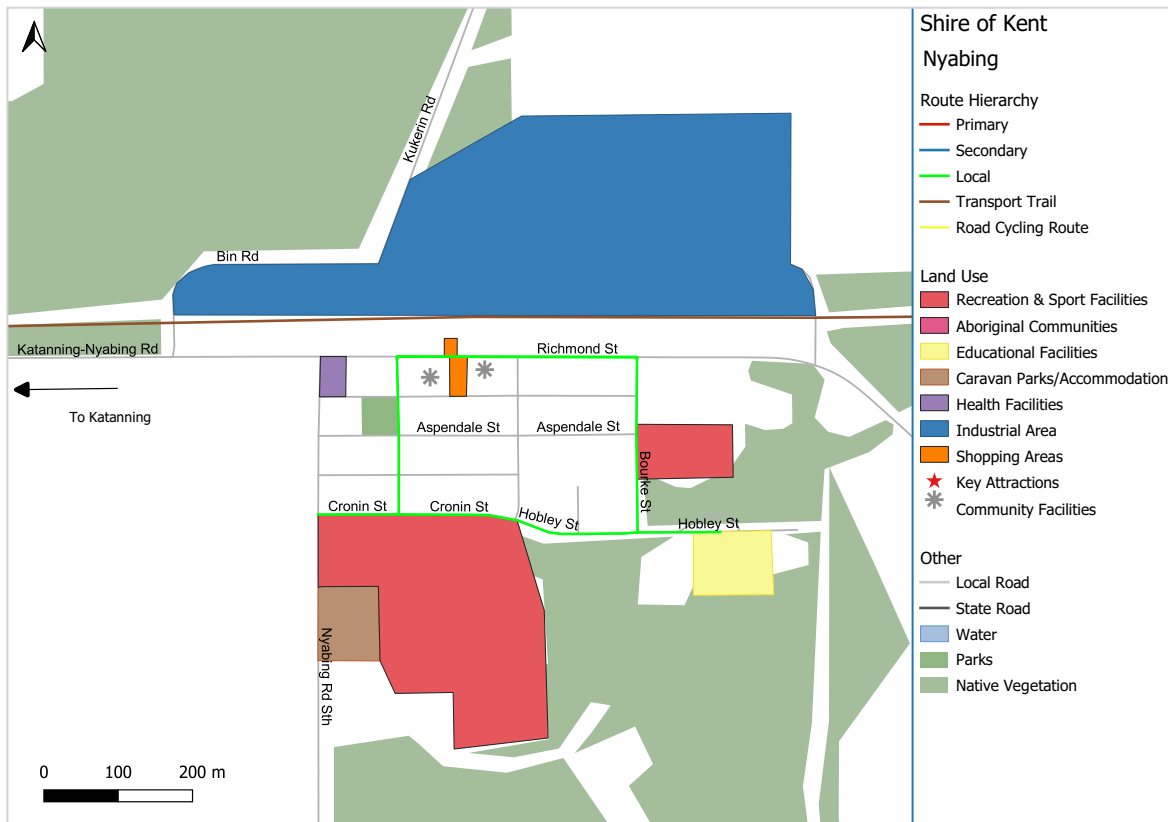 Shire of Kent
Nyabing
Route Hierarchy
Primary
Secondary
Local
Transport Trail
Road Cycling Route
Land Use
Recreation & Sport Facilities
Aboriginal Communities
Educational Facilities
Caravan Parks/Accommodation
Health Facilities
Industrial Area
Shopping Areas
Key Attractions
Community Facilities
Other
Local Road
State Road
Water
Parks
Native Vegetation
Kukerin Rd
Bin Rd
Katanning-Nyabing Rd
Richmond St
To Katanning
Aspendale St
Aspendale St
Bourke St
Cronin St
Cronin St
Hobley St
Hobley St
Nyabing Rd Sth
0 100 200 m